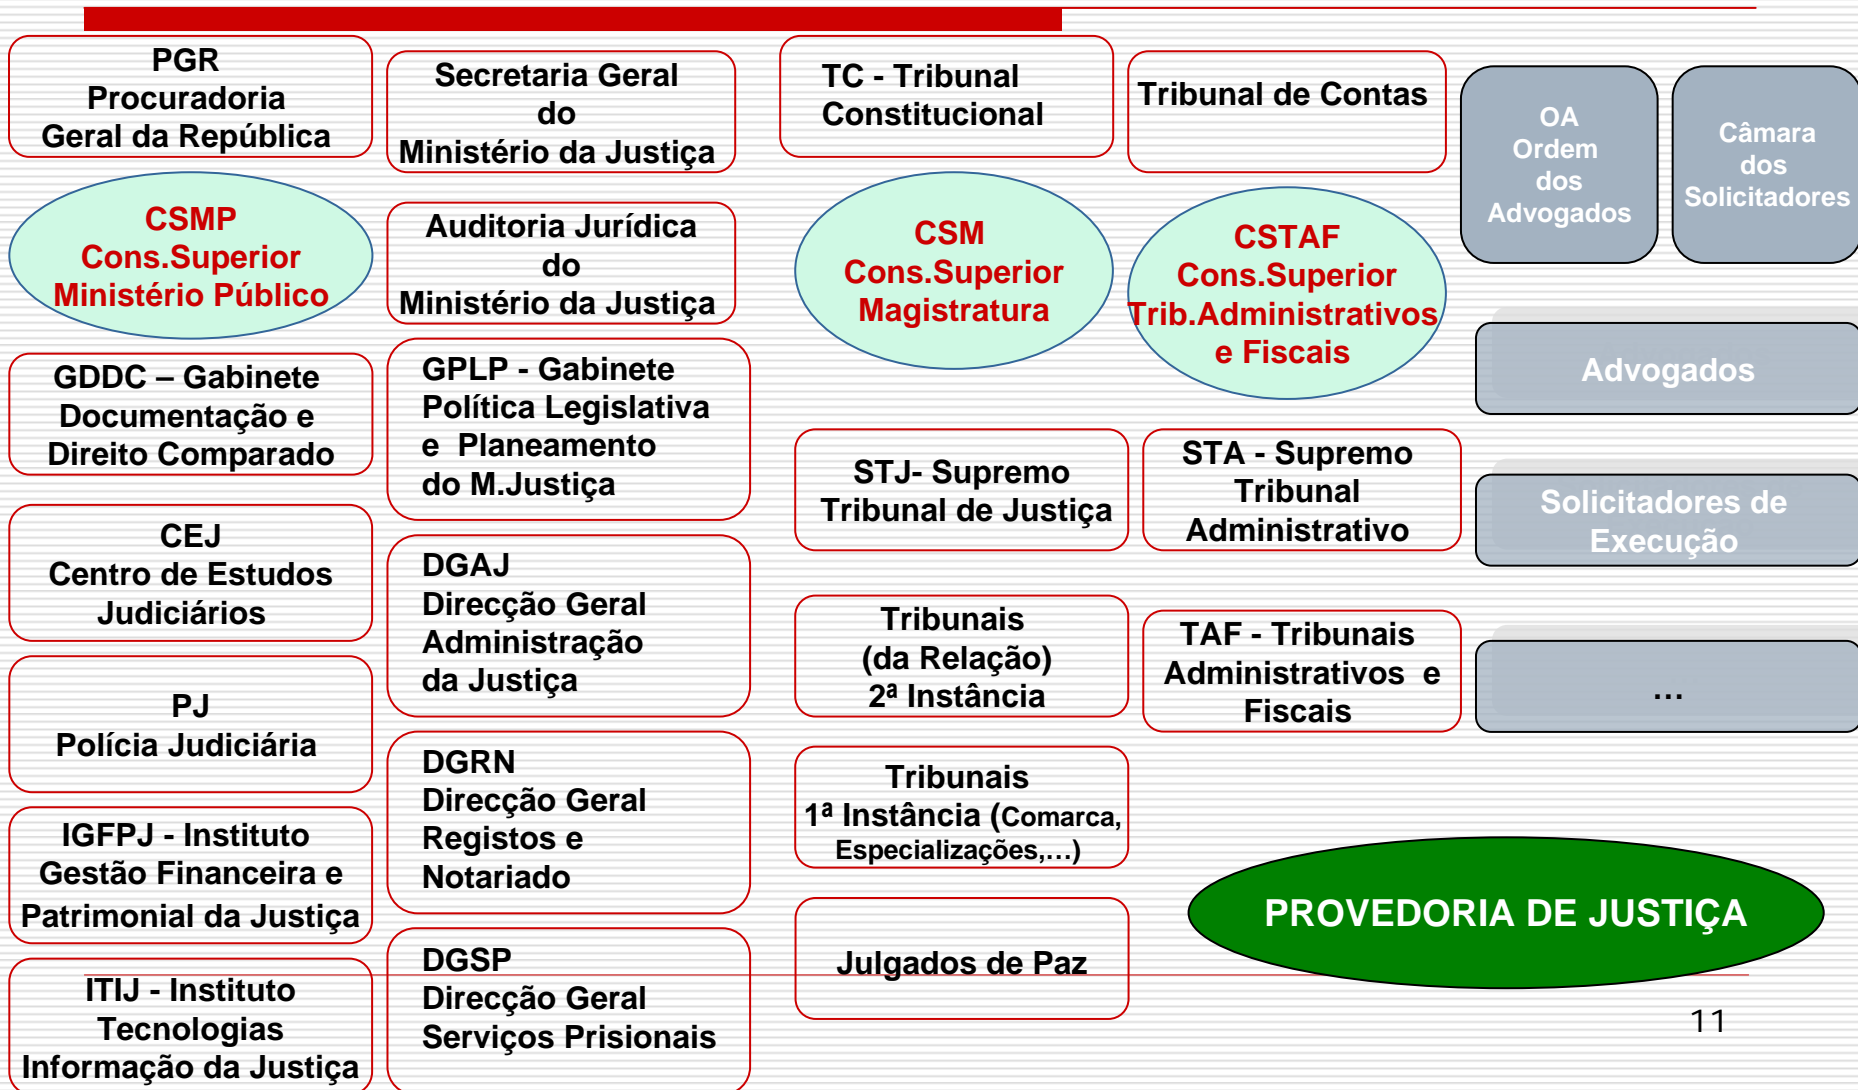 PGR
Procuradoria
Geral da República
CSMP
Cons.Superior
Ministério Público
GDDC – Gabinete
Documentação e
Direito Comparado
CEJ
Centro de Estudos
Judiciários
PJ
Polícia Judiciária
IGFPJ - Instituto
Gestão Financeira e
Patrimonial da Justiça
ITIJ - Instituto
Tecnologias
Informação da Justiça
Secretaria Geral
do
Ministério da Justiça
Auditoria Jurídica
do
Ministério da Justiça
GPLP - Gabinete
Política Legislativa
e Planeamento
do M.Justiça
DGAJ
Direcção Geral
Administração
da Justiça
DGRN
Direcção Geral
Registos e
Notariado
DGSP
Direcção Geral
Serviços Prisionais
TC - Tribunal
Constitucional
CSM
Cons.Superior
Magistratura
STJ- Supremo
Tribunal de Justiça
Tribunais
(da Relação)
2ª Instância
Tribunais
1ª Instância (Comarca,
Especializações,…)
Julgados de Paz
Tribunal de Contas
CSTAF
Cons.Superior
Trib.Administrativos
e Fiscais
STA - Supremo
Tribunal
Administrativo
TAF - Tribunais
Administrativos e
Fiscais
OA
Ordem
dos
Advogados
Câmara
dos
Solicitadores
Advogados
Solicitadores de
Execução
…
PROVEDORIA DE JUSTIÇA
11